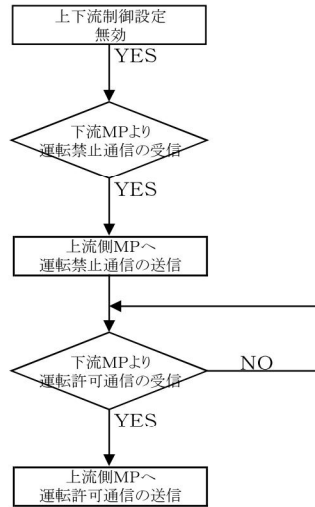 上下流制御設定
無効
YES
下流MPより
運転禁止通信の受信
YES
上流側MPへ
運転禁止通信の送信
下流MPより
運転許可通信の受信
NO
YES
上流側MPへ
運転許可通信の送信